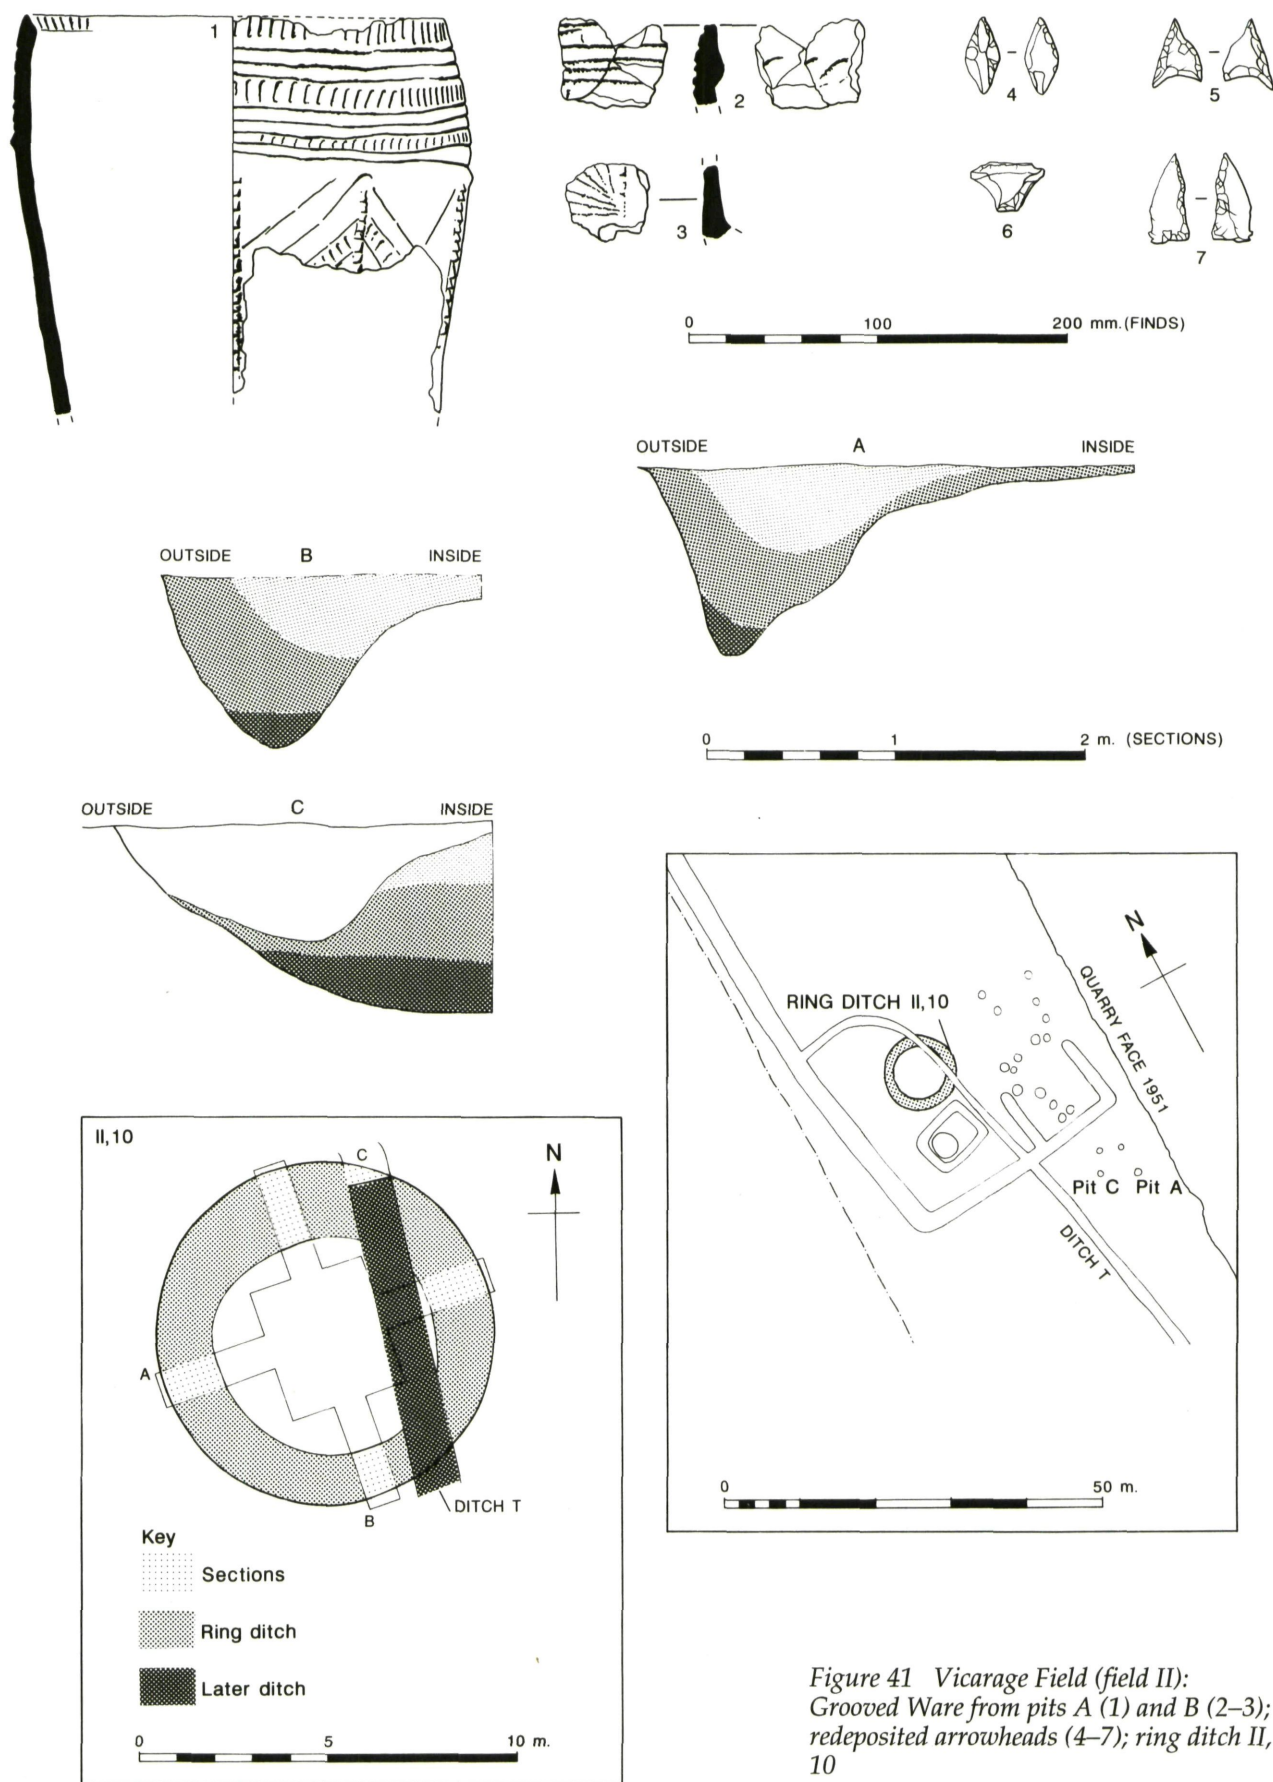 1
2
3
4
5
6
7
0 100 200 mm.(FINDS)
OUTSIDE A INSIDE
OUTSIDE B INSIDE
0 1 2 m. (SECTIONS)
OUTSIDE C INSIDE
N
QUARRY FACE 1951
RING DITCH II,10
Pit C Pit A
DITCH T
0 50 m.
II,10
N
C
A
B
DITCH T
Key
Sections
Ring ditch
Later ditch
0 5 10 m.
Figure 41 Vicarage Field (field II):
Grooved Ware from pits A (1) and B (2–3);
redeposited arrowheads (4–7); ring ditch II,
10